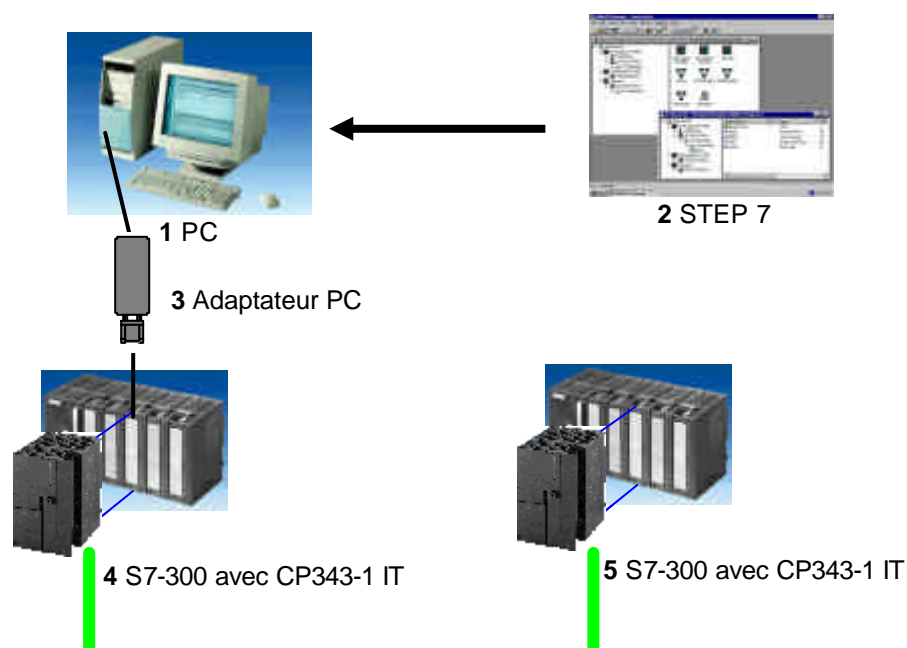 1 PC
2 STEP 7
3 Adaptateur PC
4 S7-300 avec CP343-1 IT
5 S7-300 avec CP343-1 IT